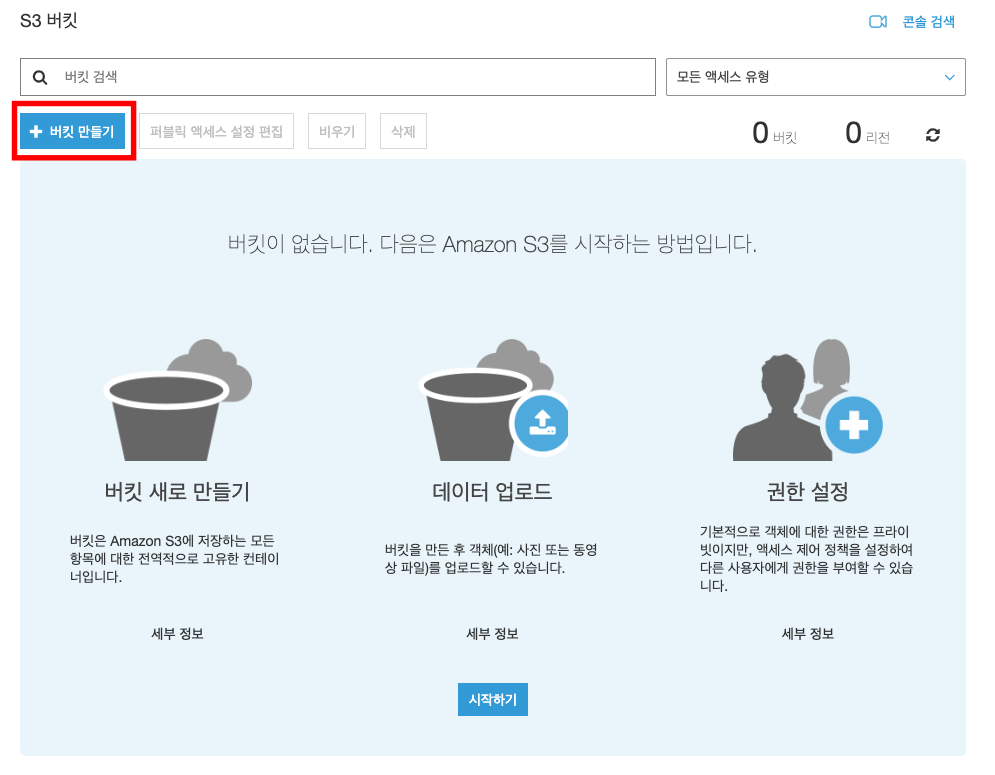 S3 버킷
콘솔 검색
버킷 검색
모든 액세스 유형
버킷 만들기
퍼블릭 액세스 설정 편집
비우기
삭제
0 버킷
0 리전
버킷이 없습니다. 다음은 Amazon S3를 시작하는 방법입니다.
버킷 새로 만들기
버킷은 Amazon S3에 저장하는 모든
항목에 대한 전역적으로 고유한 컨테이
너입니다.
세부 정보
데이터 업로드
버킷을 만든 후 객체(예: 사진 또는 동영
상 파일)를 업로드할 수 있습니다.
세부 정보
권한 설정
기본적으로 객체에 대한 권한은 프라이
빗이지만, 액세스 제어 정책을 설정하여
다른 사용자에게 권한을 부여할 수 있습
니다.
세부 정보
시작하기